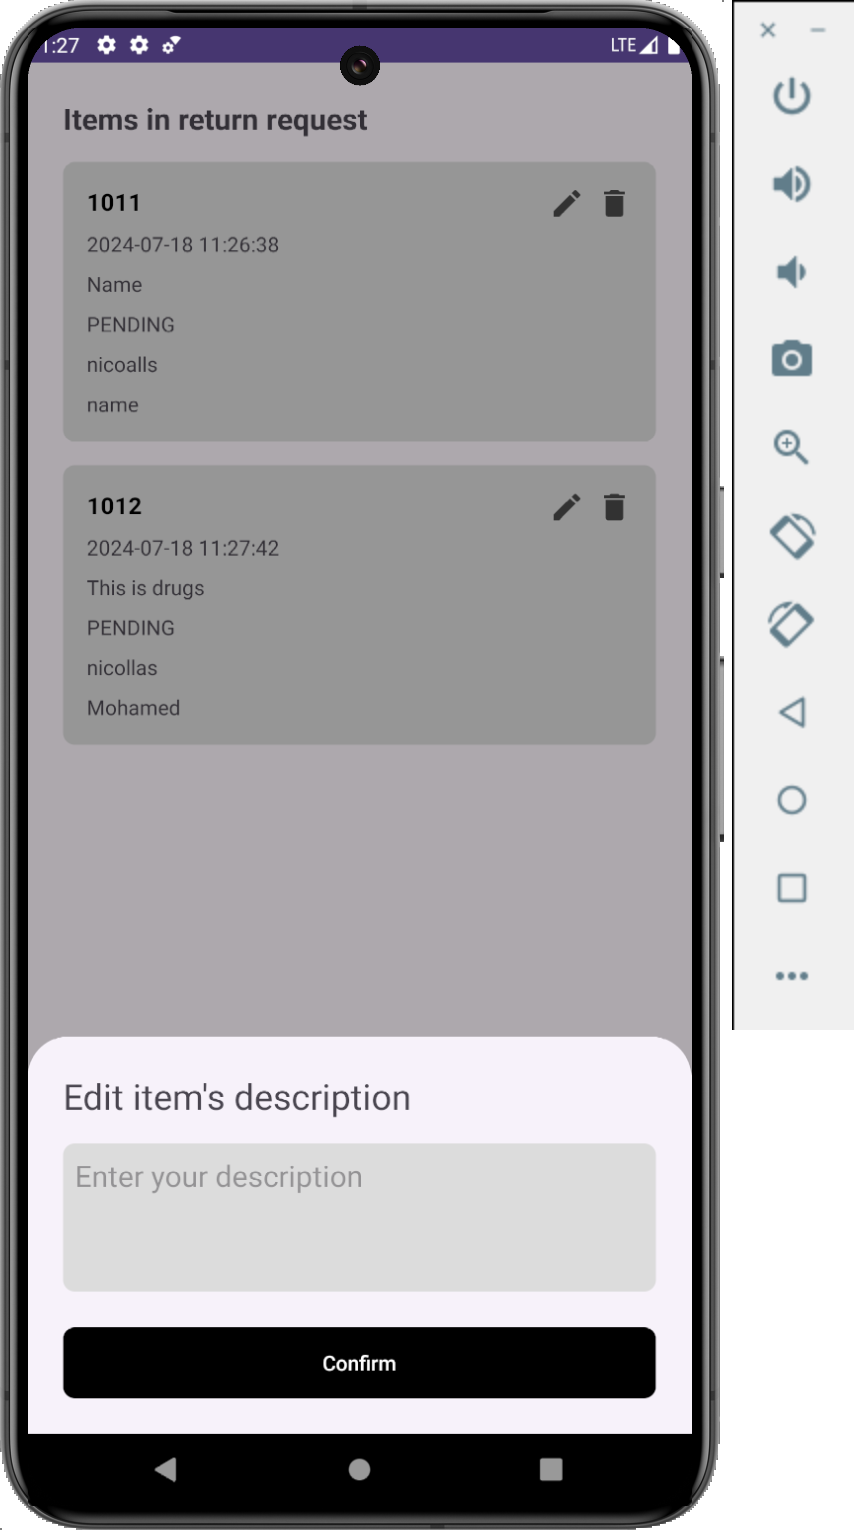 1:27
LTE
Items in return request
1011
2024-07-18 11:26:38
Name
PENDING
nicoalls
name
1012
2024-07-18 11:27:42
This is drugs
PENDING
nicollas
Mohamed
Edit item's description
Enter your description
Confirm